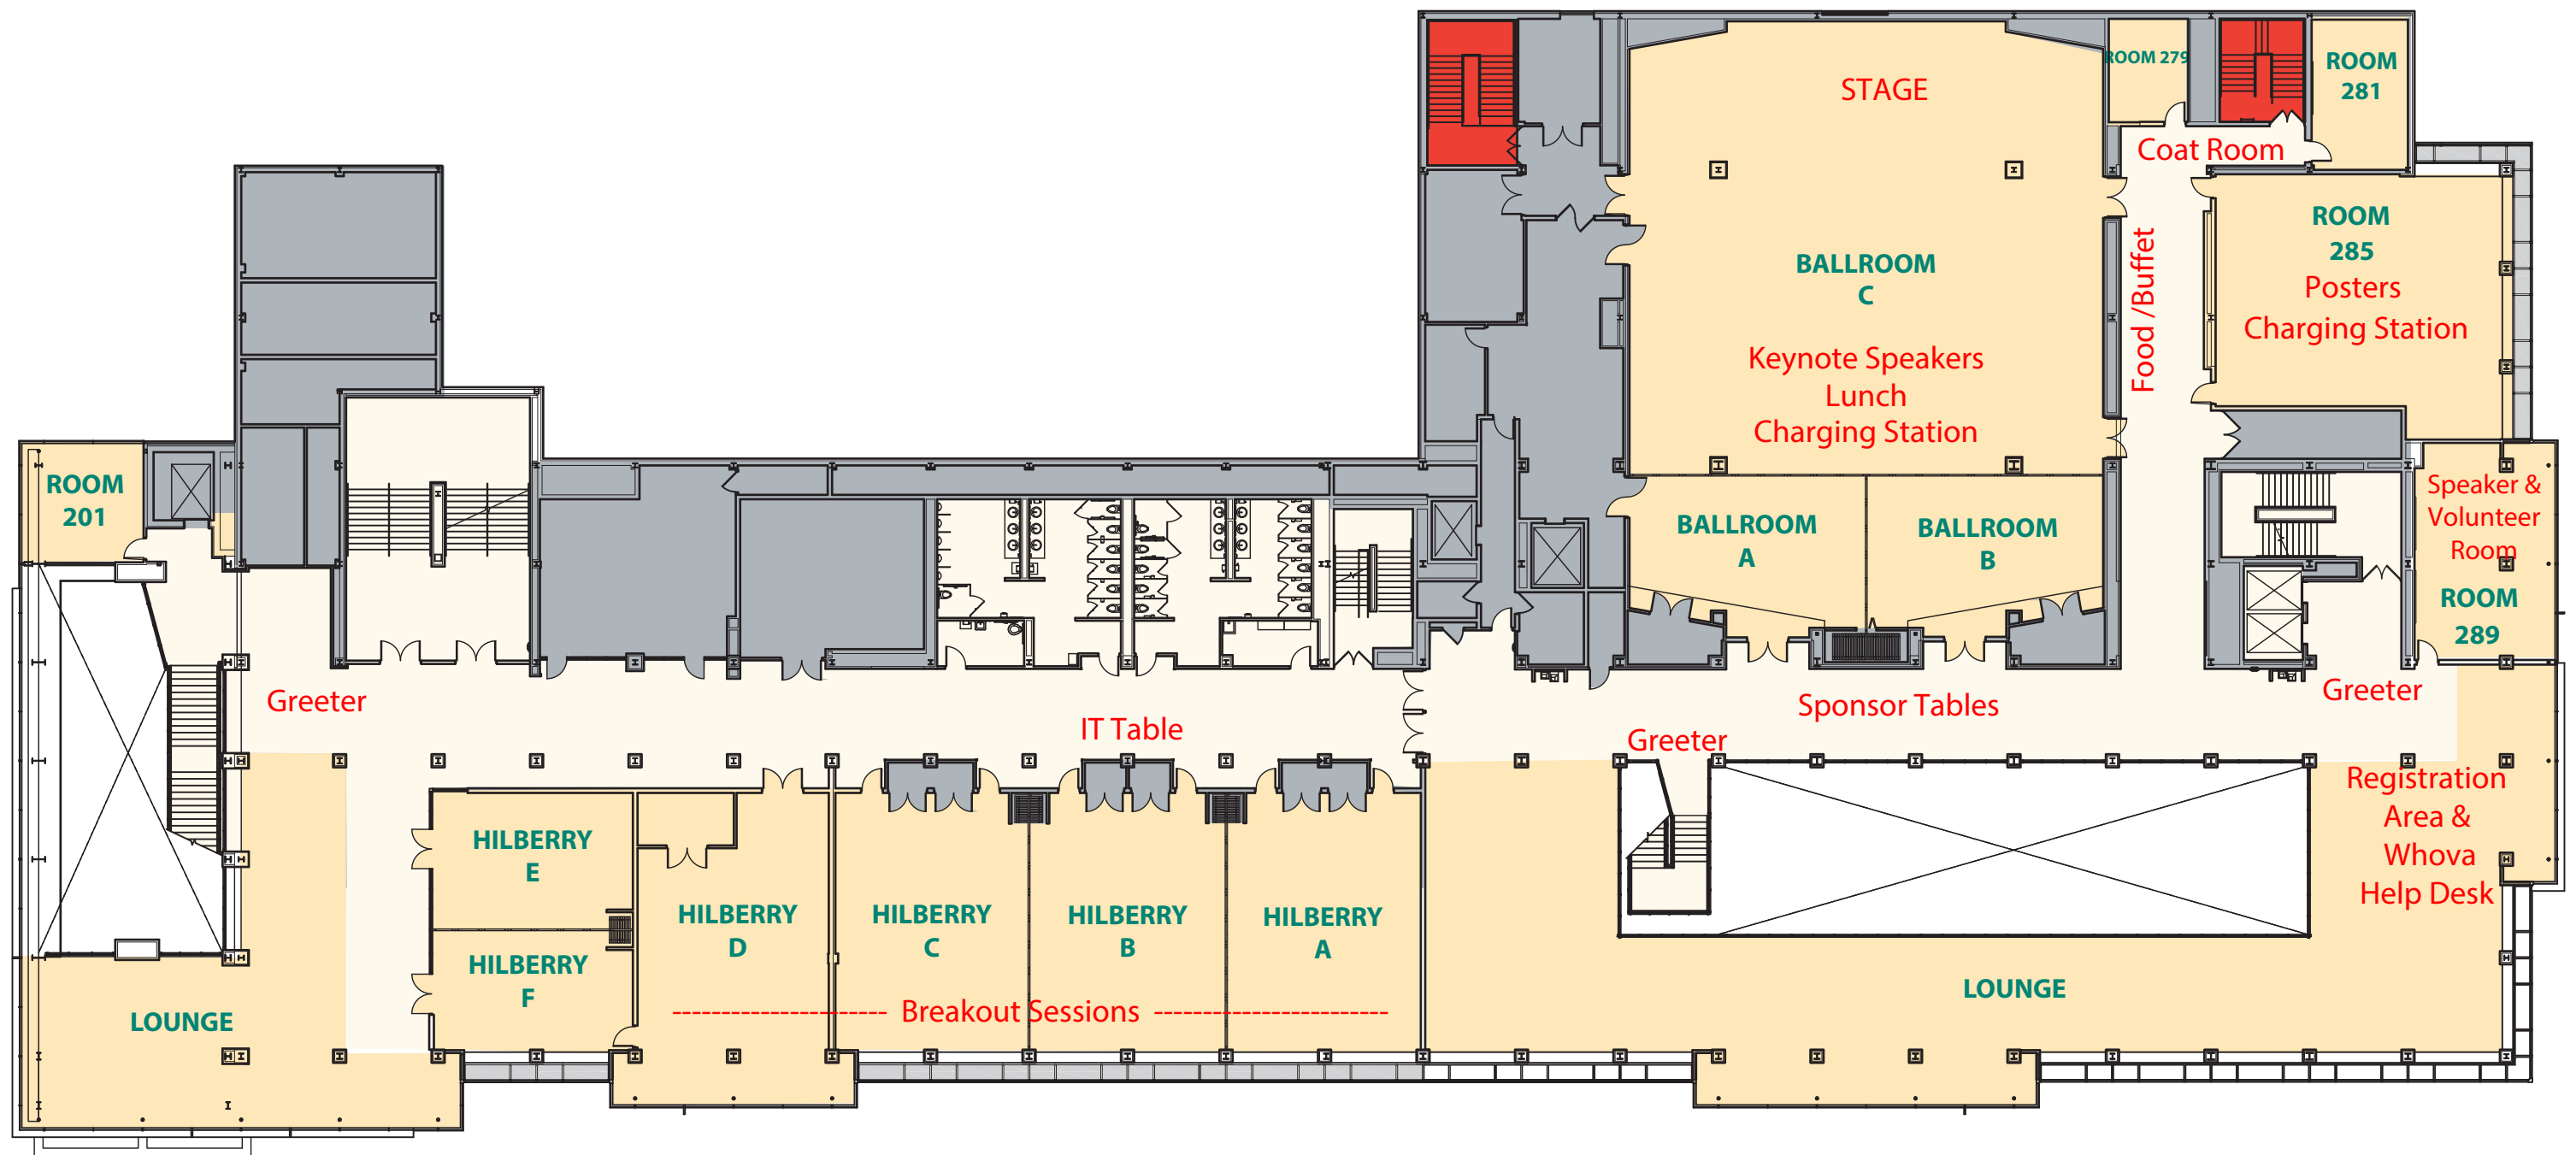 STAGE
ROOM 279
ROOM
281
Coat Room
BALLROOM
C
Keynote Speakers
Lunch
Charging Station
Food /Buffet
ROOM
285
Posters
Charging Station
ROOM
201
BALLROOM
A
BALLROOM
B
Speaker &
Volunteer
Room
ROOM
289
Greeter
IT Table
Greeter
Sponsor Tables
Greeter
Registration
Area &
Whova
Help Desk
HILBERRY
E
HILBERRY
F
HILBERRY
D
HILBERRY
C
HILBERRY
B
HILBERRY
A
--------------------- Breakout Sessions -----------------------
LOUNGE
LOUNGE